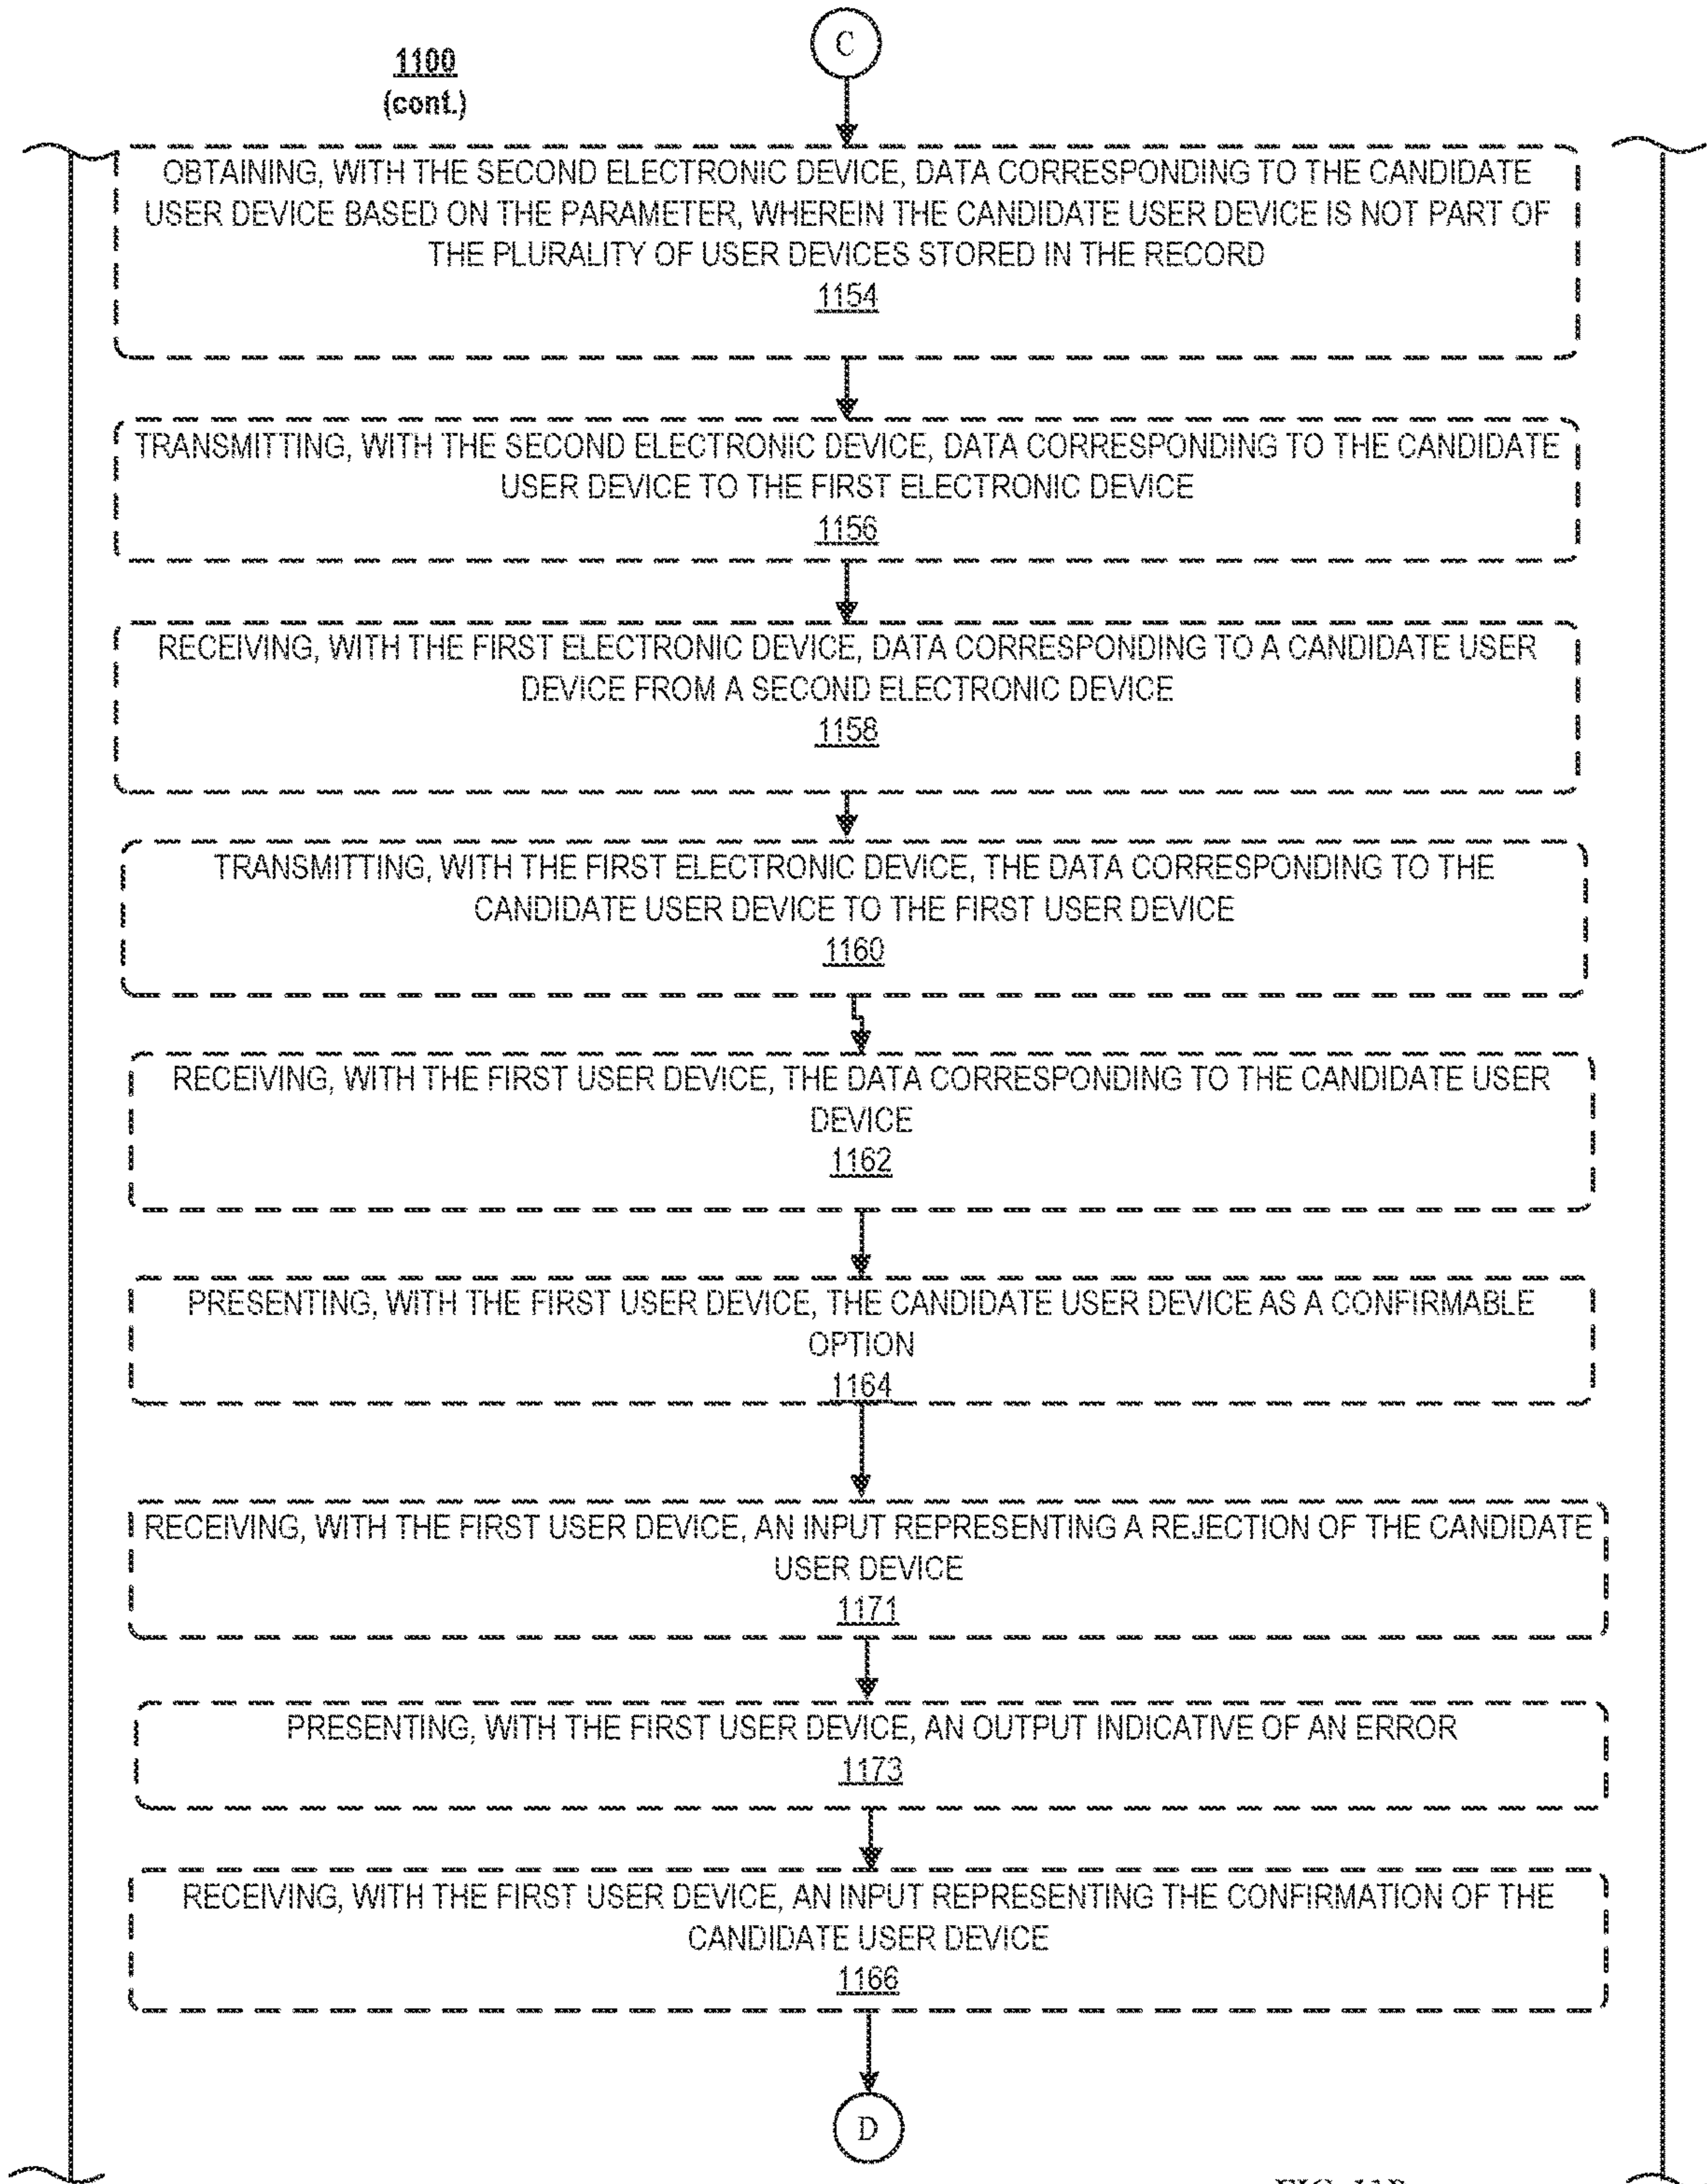 C
1100
(cont.)
OBTAINING, WITH THE SECOND ELECTRONIC DEVICE, DATA CORRESPONDING TO THE CANDIDATE
USER DEVICE BASED ON THE PARAMETER, WHEREIN THE CANDIDATE USER DEVICE IS NOT PART OF
THE PLURALITY OF USER DEVICES STORED IN THE RECORD
1154
TRANSMITTING, WITH THE SECOND ELECTRONIC DEVICE, DATA CORRESPONDING TO THE CANDIDATE
USER DEVICE TO THE FIRST ELECTRONIC DEVICE
1156
RECEIVING, WITH THE FIRST ELECTRONIC DEVICE, DATA CORRESPONDING TO A CANDIDATE USER
DEVICE FROM A SECOND ELECTRONIC DEVICE
1158
TRANSMITTING, WITH THE FIRST ELECTRONIC DEVICE, THE DATA CORRESPONDING TO THE
CANDIDATE USER DEVICE TO THE FIRST USER DEVICE
1160
RECEIVING, WITH THE FIRST USER DEVICE, THE DATA CORRESPONDING TO THE CANDIDATE USER
DEVICE
1162
PRESENTING, WITH THE FIRST USER DEVICE, THE CANDIDATE USER DEVICE AS A CONFIRMABLE
OPTION
1164
RECEIVING, WITH THE FIRST USER DEVICE, AN INPUT REPRESENTING A REJECTION OF THE CANDIDATE
USER DEVICE
1171
PRESENTING, WITH THE FIRST USER DEVICE, AN OUTPUT INDICATIVE OF AN ERROR
1173
RECEIVING, WITH THE FIRST USER DEVICE, AN INPUT REPRESENTING THE CONFIRMATION OF THE
CANDIDATE USER DEVICE
1166
D